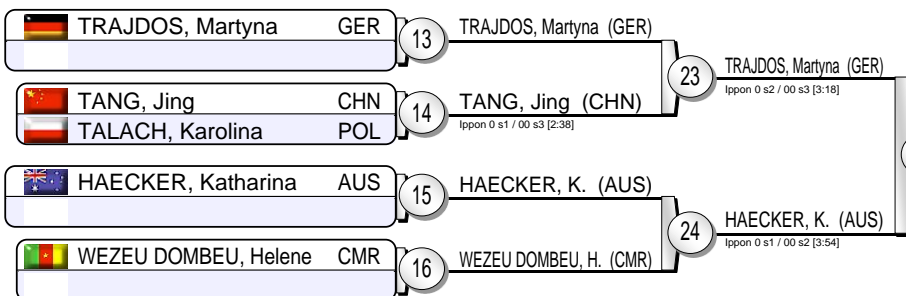 TRAJDOS, Martyna GER
13
TRAJDOS, Martyna (GER)
23
TRAJDOS, Martyna (GER)
Ippon 0 s2 / 00 s3 [3:18]
TANG, Jing CHN
TALACH, Karolina POL
14
TANG, Jing (CHN)
Ippon 0 s1 / 00 s3 [2:38]
HAECKER, Katharina AUS
15
HAECKER, K. (AUS)
24
HAECKER, K. (AUS)
Ippon 0 s1 / 00 s2 [3:54]
WEZEU DOMBEU, Helene CMR
16
WEZEU DOMBEU, H. (CMR)